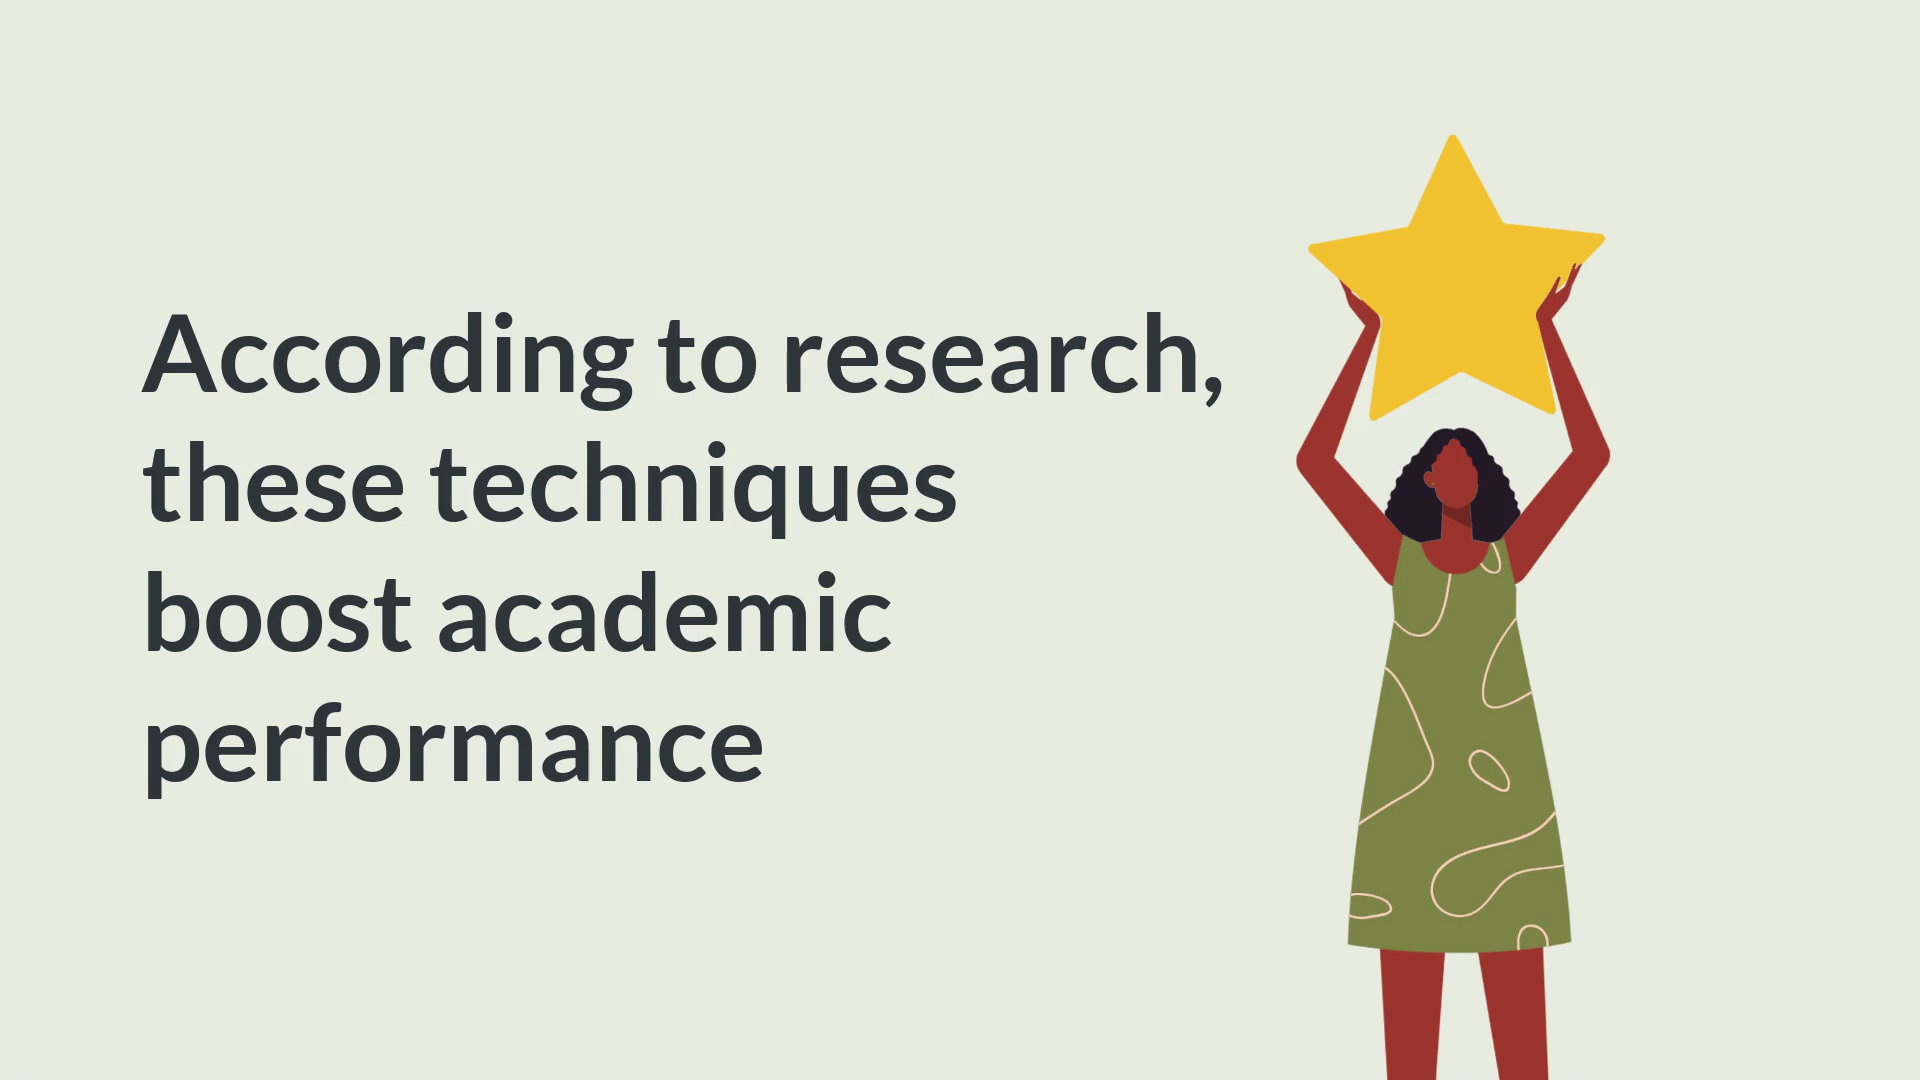 According to research,
these techniques
boost academic
performance